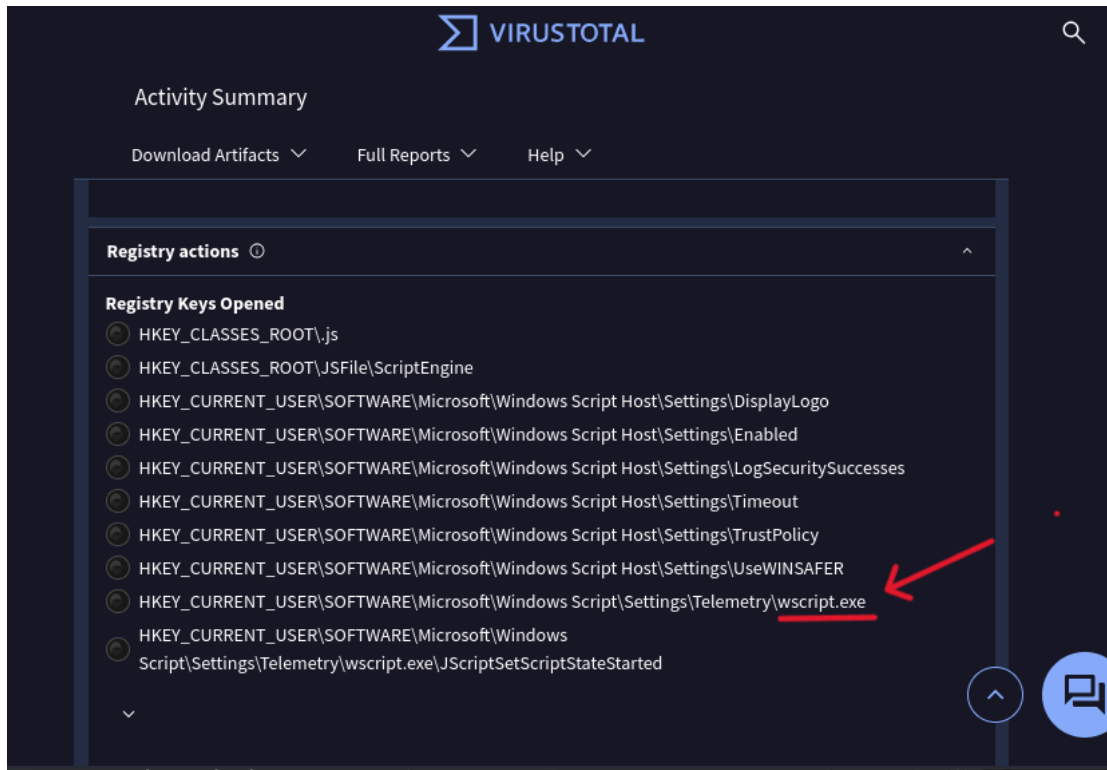 VIRUSTOTAL
Activity Summary
Download Artifacts
Full Reports
Help
Registry actions
Registry Keys Opened
HKEY_CLASSES_ROOT\.js
HKEY_CLASSES_ROOT\JSFile\ScriptEngine
HKEY_CURRENT_USER\SOFTWARE\Microsoft\Windows Script Host\Settings\DisplayLogo
HKEY_CURRENT_USER\SOFTWARE\Microsoft\Windows Script Host\Settings\Enabled
HKEY_CURRENT_USER\SOFTWARE\Microsoft\Windows Script Host\Settings\LogSecuritySuccesses
HKEY_CURRENT_USER\SOFTWARE\Microsoft\Windows Script Host\Settings\Timeout
HKEY_CURRENT_USER\SOFTWARE\Microsoft\Windows Script Host\Settings\TrustPolicy
HKEY_CURRENT_USER\SOFTWARE\Microsoft\Windows Script Host\Settings\UseWINSAFER
HKEY_CURRENT_USER\SOFTWARE\Microsoft\Windows Script\Settings\Telemetry\wscript.exe
HKEY_CURRENT_USER\SOFTWARE\Microsoft\Windows
Script\Settings\Telemetry\wscript.exe\JScriptSetScriptStateStarted